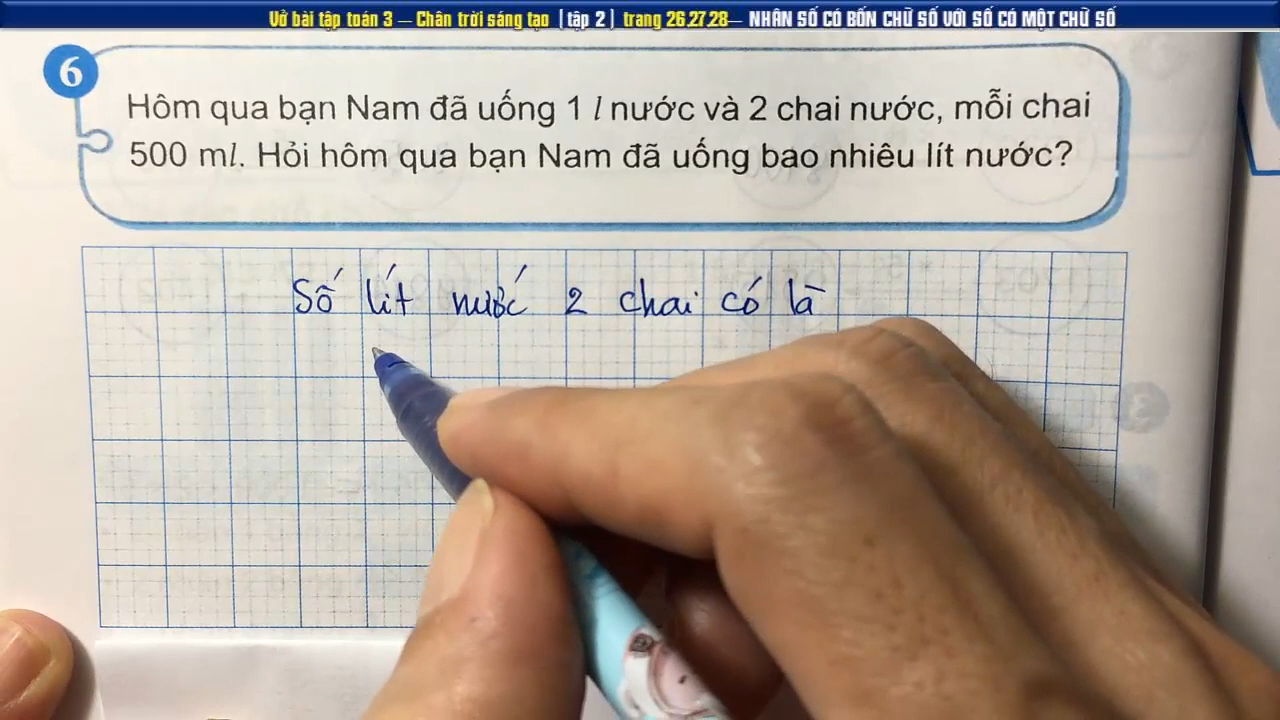 Vở bài tập toán 3 – Chân trời sáng tạo (tập 2) trang 26.27.28– NHÂN SỐ CÓ BỐN CHỮ SỐ VỚI SỐ CÓ MỘT CHỮ SỐ
6
Hôm qua bạn Nam đã uống 1 l nước và 2 chai nước, mỗi chai
500 ml. Hỏi hôm qua bạn Nam đã uống bao nhiêu lít nước?
Số lít nước 2 chai có là